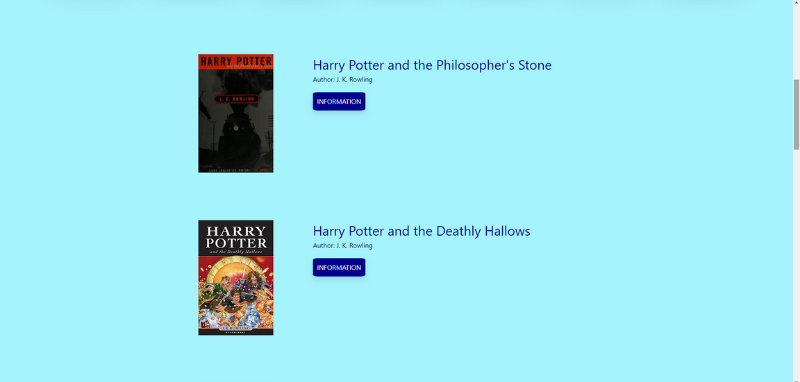 HARRY POTTER
J. K. ROWLING
Harry Potter and the Philosopher's Stone
Author: J. K. Rowling
INFORMATION
HARRY
POTTER
and the Deathly Hallows
J.K. ROWLING
Harry Potter and the Deathly Hallows
Author: J. K. Rowling
INFORMATION